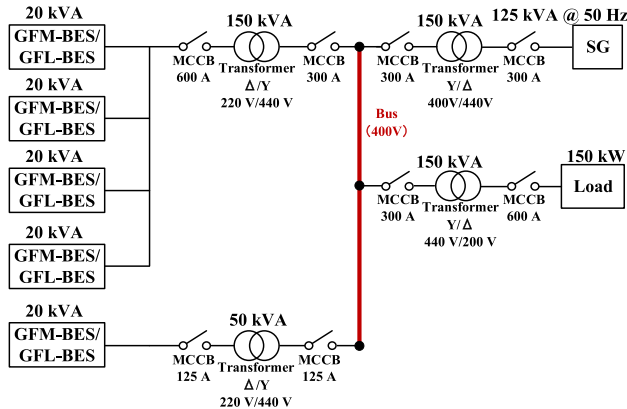 20 kVA
GFM-BES/
GFL-BES
20 kVA
GFM-BES/
GFL-BES
20 kVA
GFM-BES/
GFL-BES
20 kVA
GFM-BES/
GFL-BES
20 kVA
GFM-BES/
GFL-BES
MCCB
600 A
150 kVA
Transformer
Δ/Y
220 V/440 V
MCCB
300 A
MCCB
300 A
150 kVA
Transformer
Y/Δ
400V/440V
125 kVA @ 50 Hz
MCCB
300 A
SG
Bus
(400V)
MCCB
300 A
150 kVA
Transformer
Y/Δ
440 V/200 V
MCCB
600 A
150 kW
Load
MCCB
125 A
50 kVA
Transformer
Δ/Y
220 V/440 V
MCCB
125 A